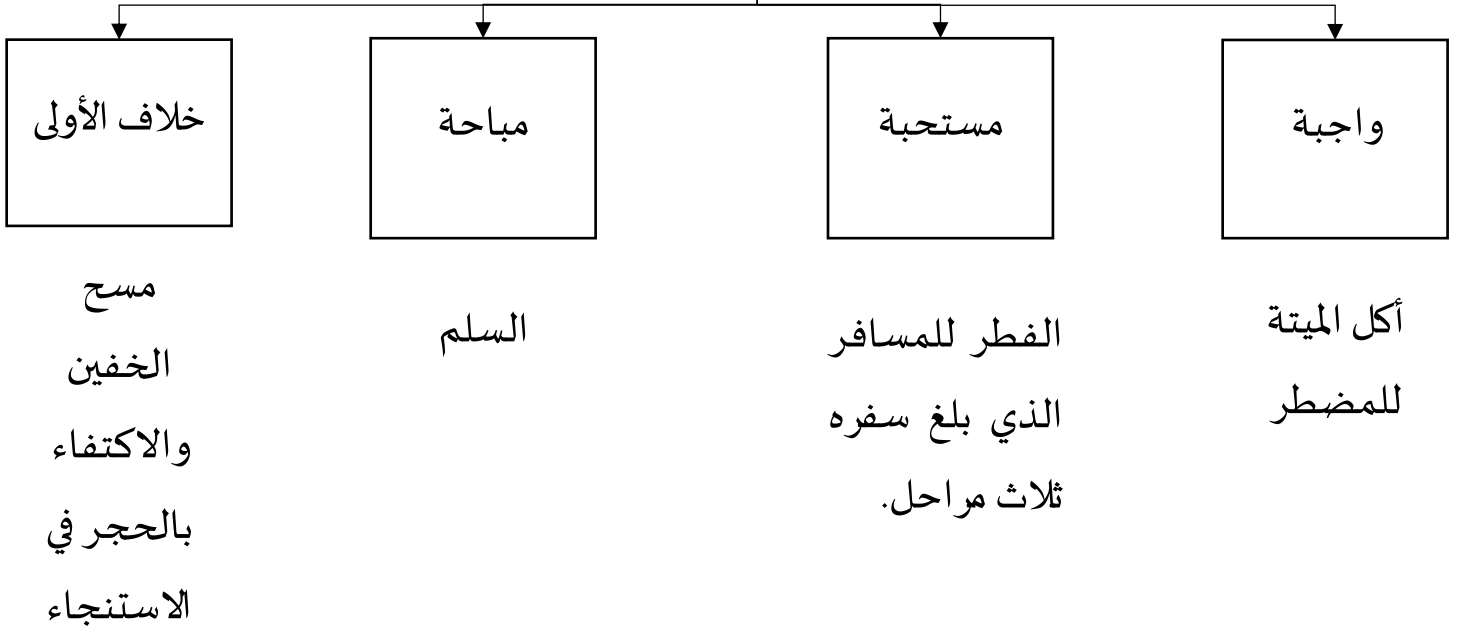 واجبة
مستحبة
مباحة
خلاف الأولى
أكل الميتة
للمضطر
الفطر للمسافر
الذي بلغ سفره
ثلاث مراحل.
السلم
مسح
الخفين
والاكتفاء
بالحجر في
الاستنجاء